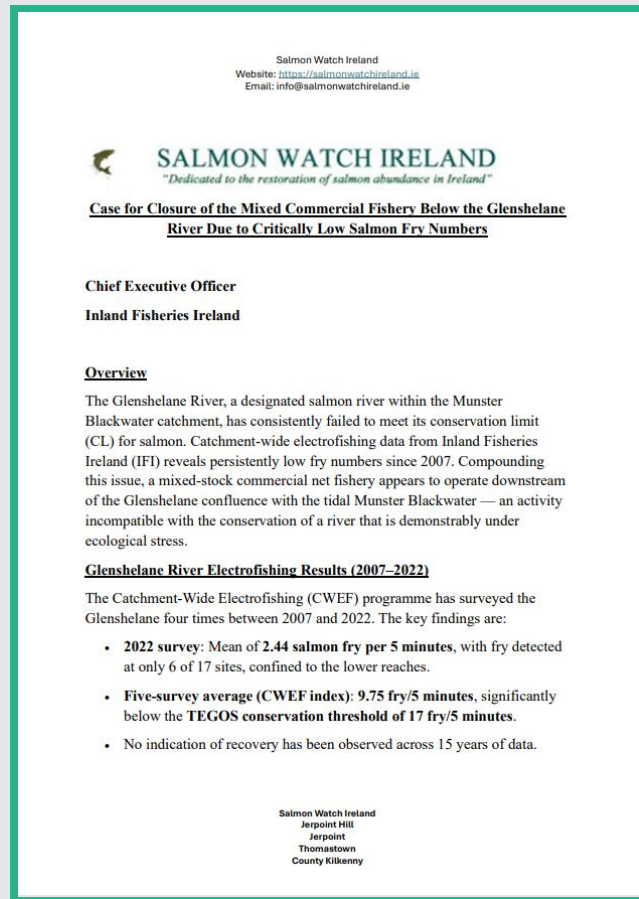 Salmon Watch Ireland
Website: https://salmonwatchireland.ie
Email: info@salmonwatchireland.ie
SALMON WATCH IRELAND
"Dedicated to the restoration of salmon abundance in Ireland"
Case for Closure of the Mixed Commercial Fishery Below the Glenshelane
River Due to Critically Low Salmon Fry Numbers
Chief Executive Officer
Inland Fisheries Ireland
Overview
The Glenshelane River, a designated salmon river within the Munster
Blackwater catchment, has consistently failed to meet its conservation limit
(CL) for salmon. Catchment-wide electrofishing data from Inland Fisheries
Ireland (IFI) reveals persistently low fry numbers since 2007. Compounding
this issue, a mixed-stock commercial net fishery appears to operate downstream
of the Glenshelane confluence with the tidal Munster Blackwater — an activity
incompatible with the conservation of a river that is demonstrably under
ecological stress.
Glenshelane River Electrofishing Results (2007–2022)
The Catchment-Wide Electrofishing (CWEF) programme has surveyed the
Glenshelane four times between 2007 and 2022. The key findings are:
• 2022 survey: Mean of 2.44 salmon fry per 5 minutes, with fry detected
at only 6 of 17 sites, confined to the lower reaches.
• Five-survey average (CWEF index): 9.75 fry/5 minutes, significantly
below the TEGOS conservation threshold of 17 fry/5 minutes.
• No indication of recovery has been observed across 15 years of data.
Salmon Watch Ireland
Jerpoint Hill
Jerpoint
Thomastown
County Kilkenny